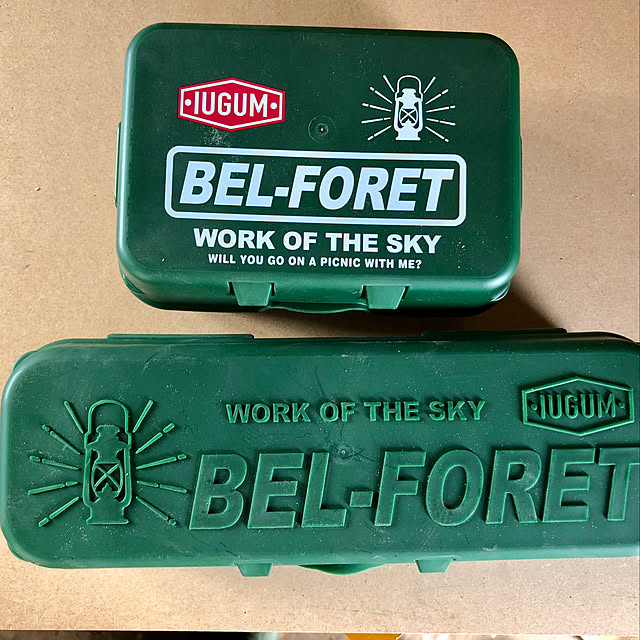 ·IUGUM·
BEL-FORET
WORK OF THE SKY
WILL YOU GO ON A PICNIC WITH ME?
WORK OF THE SKY
·IUGUM·
BEL-FORET